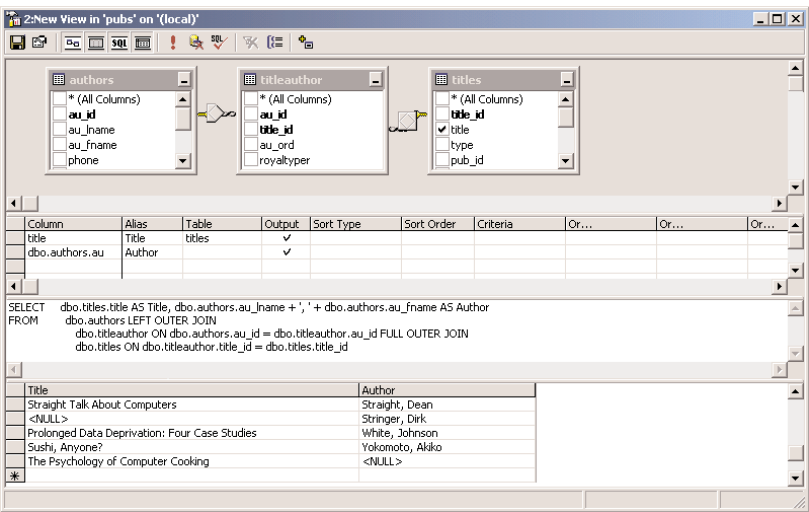 2:New View in 'pubs' on '(local)'
SQL
SQL
authors
* (All Columns)
au_id
au_lname
au_fname
phone
titleauthor
* (All Columns)
au_id
title_id
au_ord
royaltyper
titles
* (All Columns)
title_id
title
type
pub_id
Column Alias Table Output Sort Type Sort Order Criteria Or... Or... Or...
title Title titles
dbo.authors.au Author
SELECT dbo.titles.title AS Title, dbo.authors.au_lname + ', ' + dbo.authors.au_fname AS Author
FROM dbo.authors LEFT OUTER JOIN
dbo.titleauthor ON dbo.authors.au_id = dbo.titleauthor.au_id FULL OUTER JOIN
dbo.titles ON dbo.titleauthor.title_id = dbo.titles.title_id
Title Author
Straight Talk About Computers Straight, Dean
<NULL> Stringer, Dirk
Prolonged Data Deprivation: Four Case Studies White, Johnson
Sushi, Anyone? Yokomoto, Akiko
The Psychology of Computer Cooking <NULL>